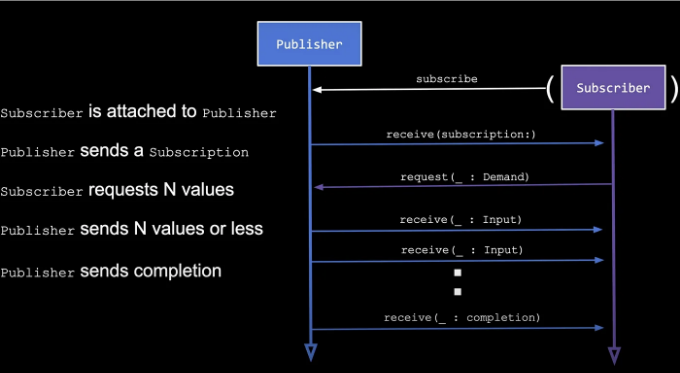 Publisher
subscribe
( Subscriber )
Subscriber is attached to Publisher
receive(subscription:)
Publisher sends a Subscription
request(_ : Demand)
Subscriber requests N values
receive(_ : Input)
Publisher sends N values or less
receive(_ : Input)
Publisher sends completion
receive(_ : completion)